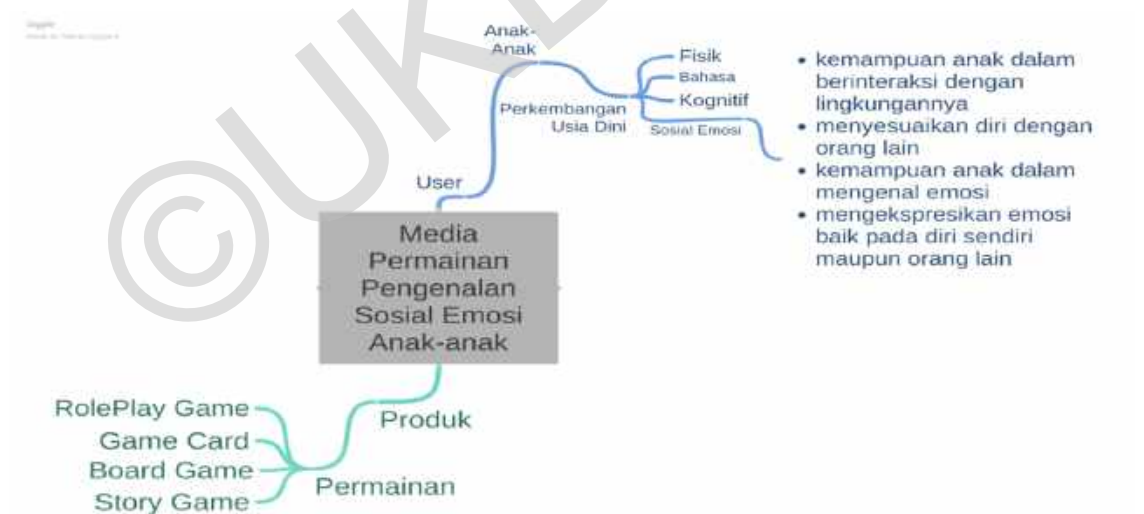 Anak-
Anak
Fisik
Bahasa
Kognitif
Perkembangan
Usia Dini
Sosial Emosi
• kemampuan anak dalam
berinteraksi dengan
lingkungannya
• menyesuaikan diri dengan
orang lain
• kemampuan anak dalam
mengenal emosi
• mengekspresikan emosi
baik pada diri sendiri
maupun orang lain
User
Media
Permainan
Pengenalan
Sosial Emosi
Anak-anak
Produk
Permainan
RolePlay Game
Game Card
Board Game
Story Game